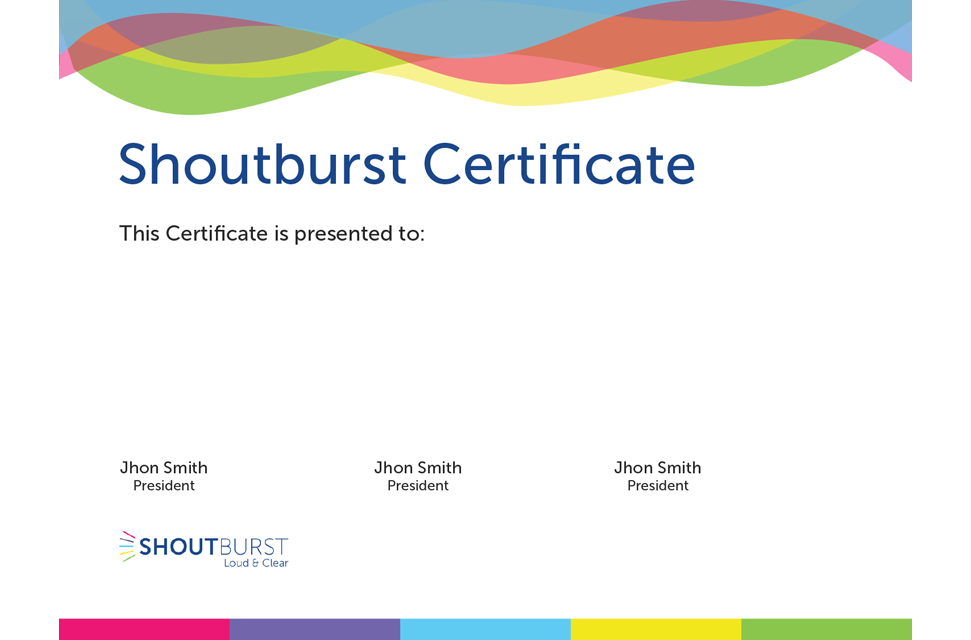 Shoutburst Certificate
This Certificate is presented to:
Jhon Smith
President
Jhon Smith
President
Jhon Smith
President
SHOUTBURST
Loud & Clear